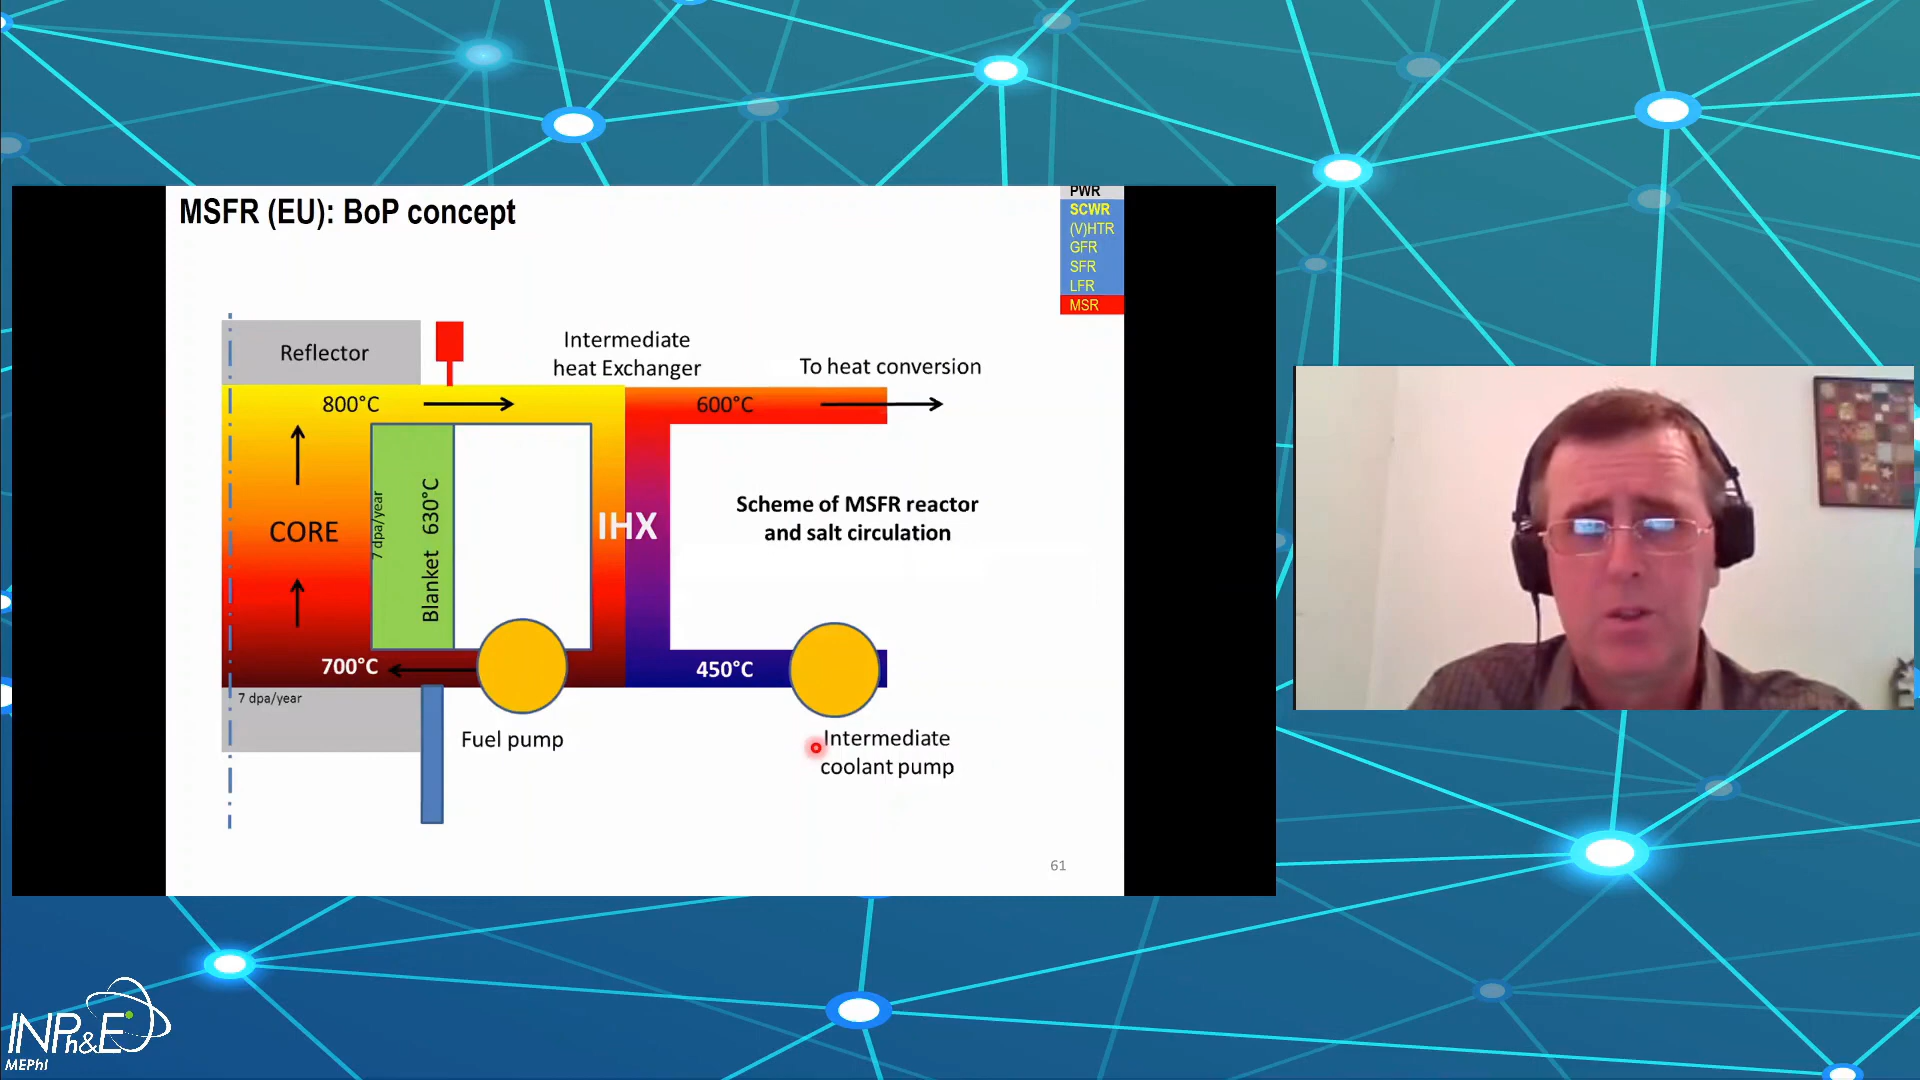 MSFR (EU): BoP concept
PWR
SCWR
(V)HTR
GFR
SFR
LFR
MSR
Reflector
Intermediate
heat Exchanger
To heat conversion
800°C
600°C
CORE
7 dpa/year
Blanket 630°C
IHX
Scheme of MSFR reactor
and salt circulation
700°C
450°C
7 dpa/year
Fuel pump
Intermediate
coolant pump
61
INPh&E
MEPhI